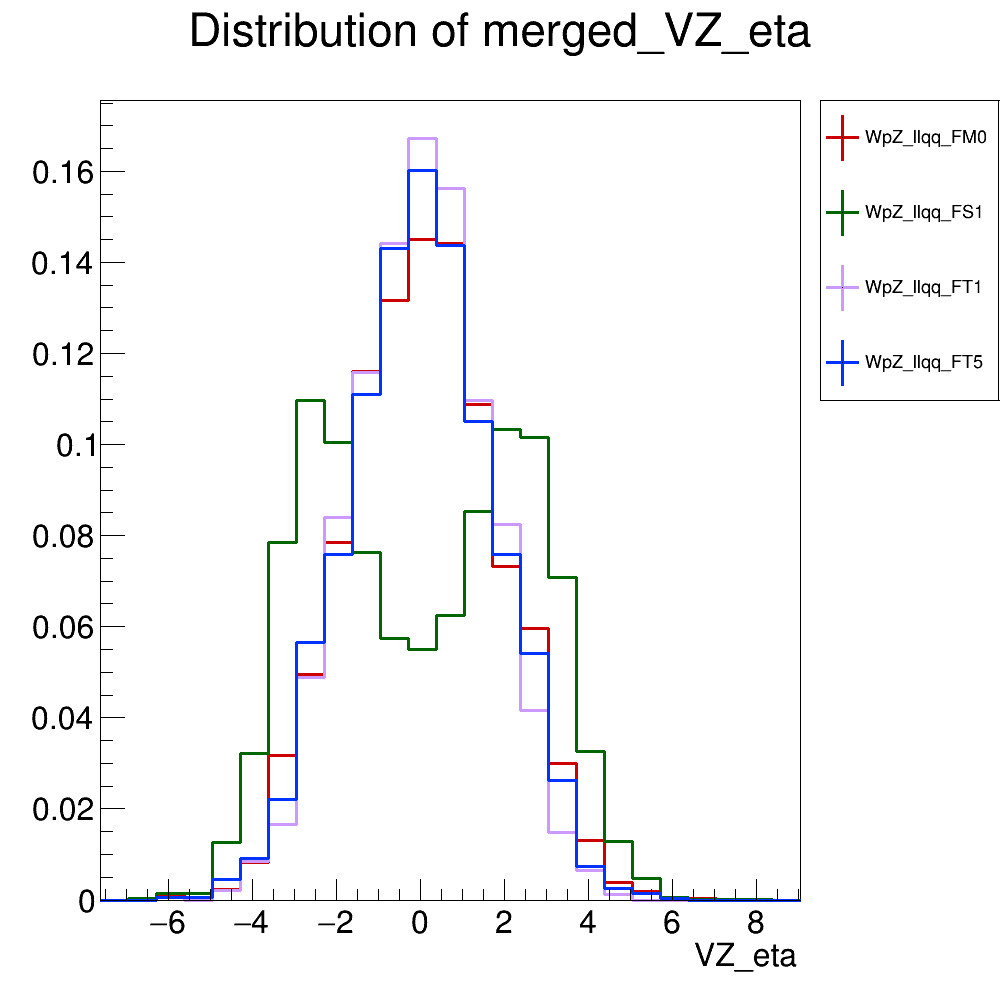 Distribution of merged_VZ_eta
WpZ_llqq_FM0
WpZ_llqq_FS1
WpZ_llqq_FT1
WpZ_llqq_FT5
0.16
0.14
0.12
0.1
0.08
0.06
0.04
0.02
0
−6 −4 −2 0 2 4 6 8
VZ_eta